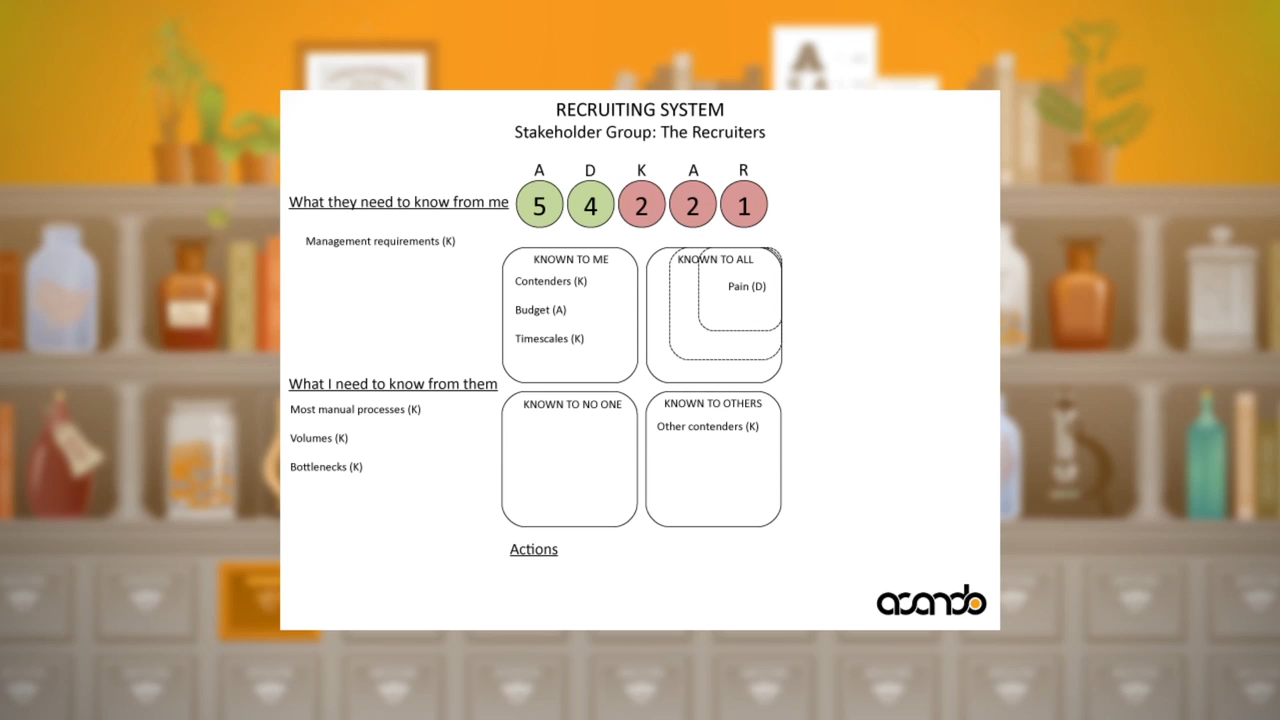 RECRUITING SYSTEM
Stakeholder Group: The Recruiters
A D K A R
What they need to know from me
5 4 2 2 1
Management requirements (K)
KNOWN TO ME
Contenders (K)
Budget (A)
Timescales (K)
KNOWN TO ALL
Pain (D)
What I need to know from them
Most manual processes (K)
Volumes (K)
Bottlenecks (K)
KNOWN TO NO ONE
KNOWN TO OTHERS
Other contenders (K)
Actions
acando